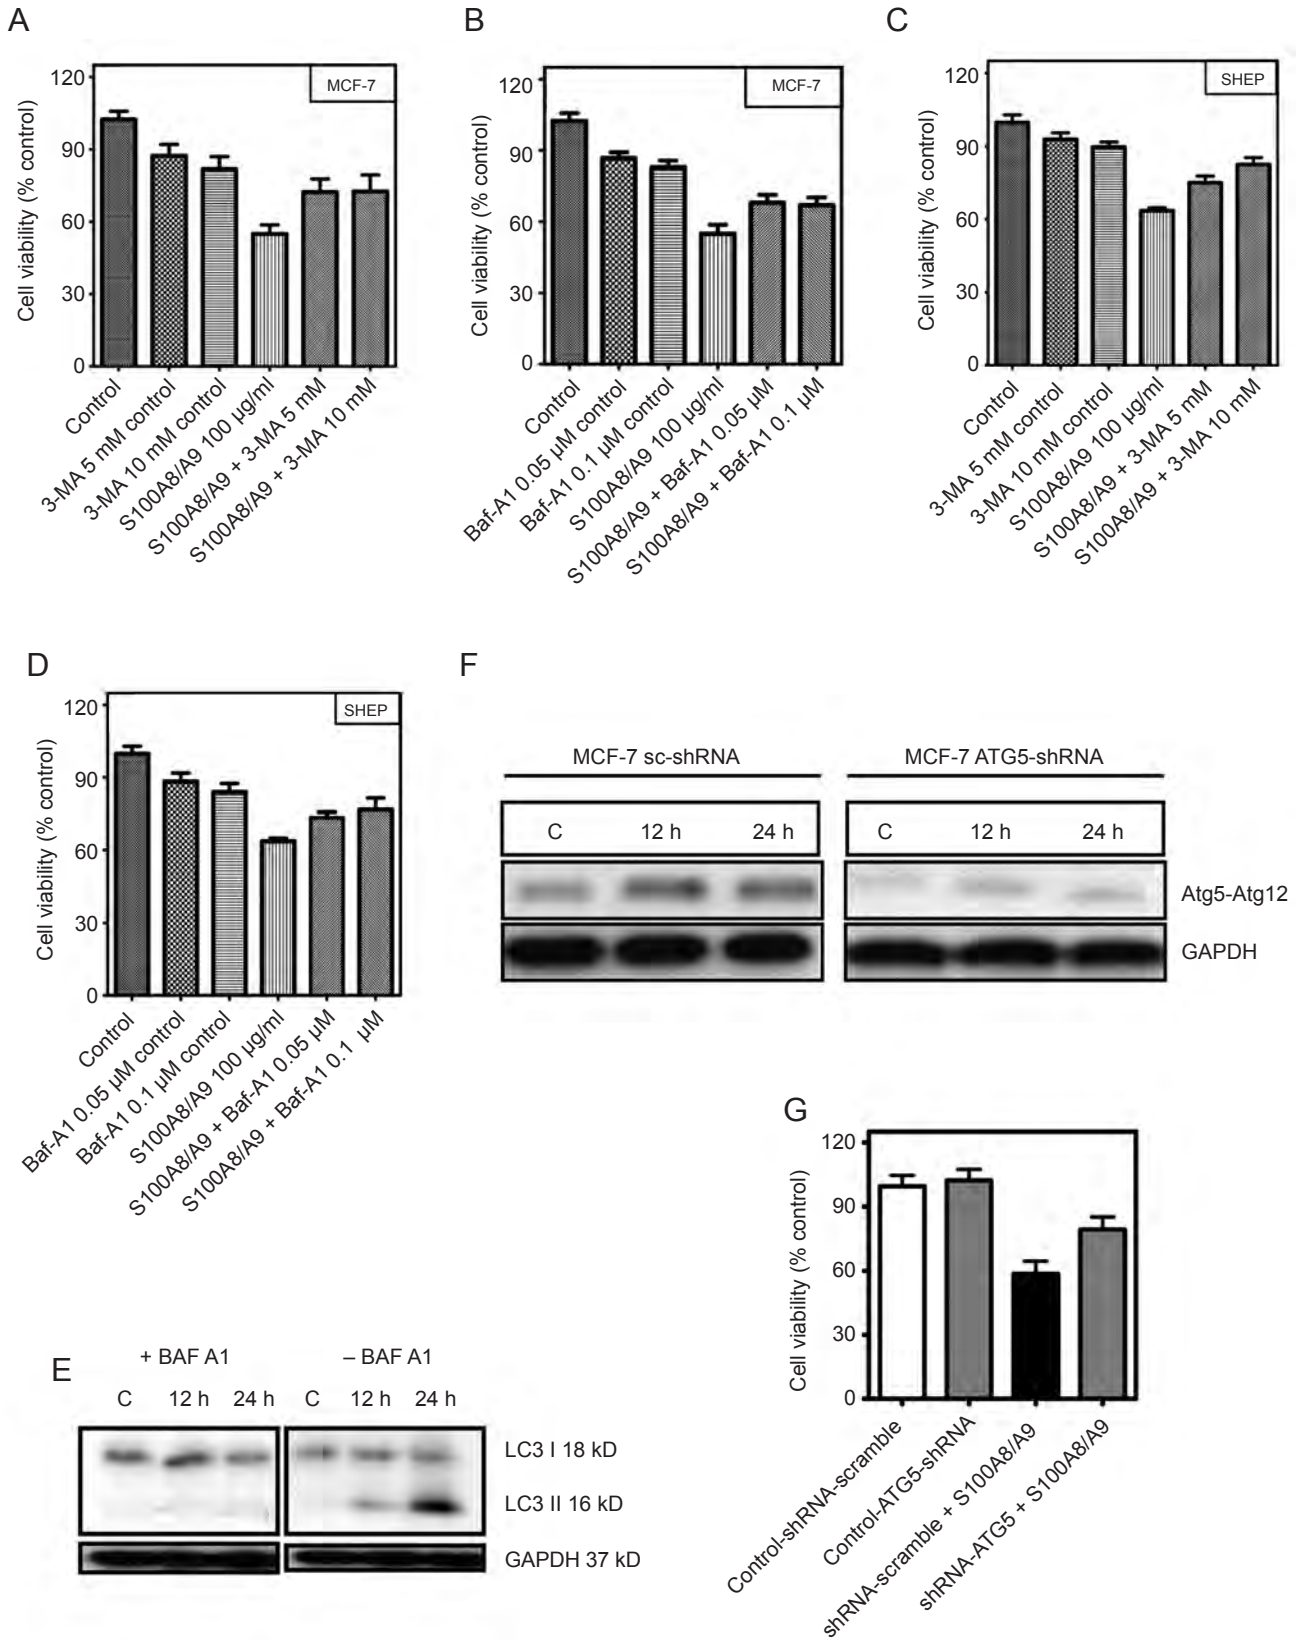 A
Cell viability (% control)
120
90
60
30
0
MCF-7
Control
3-MA 5 mM control
3-MA 10 mM control
S100A8/A9 100 µg/ml
S100A8/A9 + 3-MA 5 mM
S100A8/A9 + 3-MA 10 mM
B
Cell viability (% control)
120
90
60
30
0
MCF-7
Control
Baf-A1 0.05 µM control
Baf-A1 0.1 µM control
S100A8/A9 100 µg/ml
S100A8/A9 + Baf-A1 0.05 µM
S100A8/A9 + Baf-A1 0.1 µM
C
Cell viability (% control)
120
90
60
30
0
SHEP
Control
3-MA 5 mM control
3-MA 10 mM control
S100A8/A9 100 µg/ml
S100A8/A9 + 3-MA 5 mM
S100A8/A9 + 3-MA 10 mM
D
Cell viability (% control)
120
90
60
30
0
SHEP
Control
Baf-A1 0.05 µM control
Baf-A1 0.1 µM control
S100A8/A9 100 µg/ml
S100A8/A9 + Baf-A1 0.05 µM
S100A8/A9 + Baf-A1 0.1 µM
F
MCF-7 sc-shRNA MCF-7 ATG5-shRNA
C 12 h 24 h C 12 h 24 h
Atg5-Atg12
GAPDH
E
+ BAF A1 – BAF A1
C 12 h 24 h C 12 h 24 h
LC3 I 18 kD
LC3 II 16 kD
GAPDH 37 kD
G
Cell viability (% control)
120
90
60
30
0
Control-shRNA-scramble
Control-ATG5-shRNA
shRNA-scramble + S100A8/A9
shRNA-ATG5 + S100A8/A9